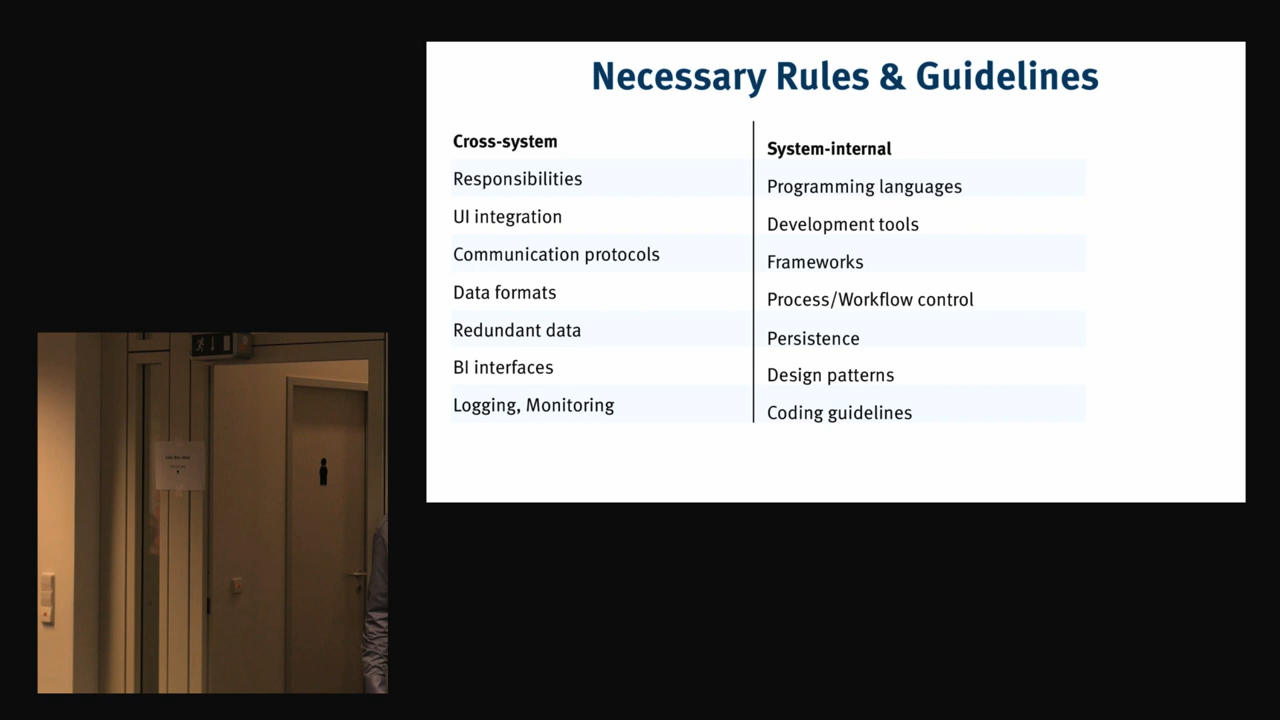 Necessary Rules & Guidelines
Cross-system
Responsibilities
UI integration
Communication protocols
Data formats
Redundant data
BI interfaces
Logging, Monitoring
System-internal
Programming languages
Development tools
Frameworks
Process/Workflow control
Persistence
Design patterns
Coding guidelines